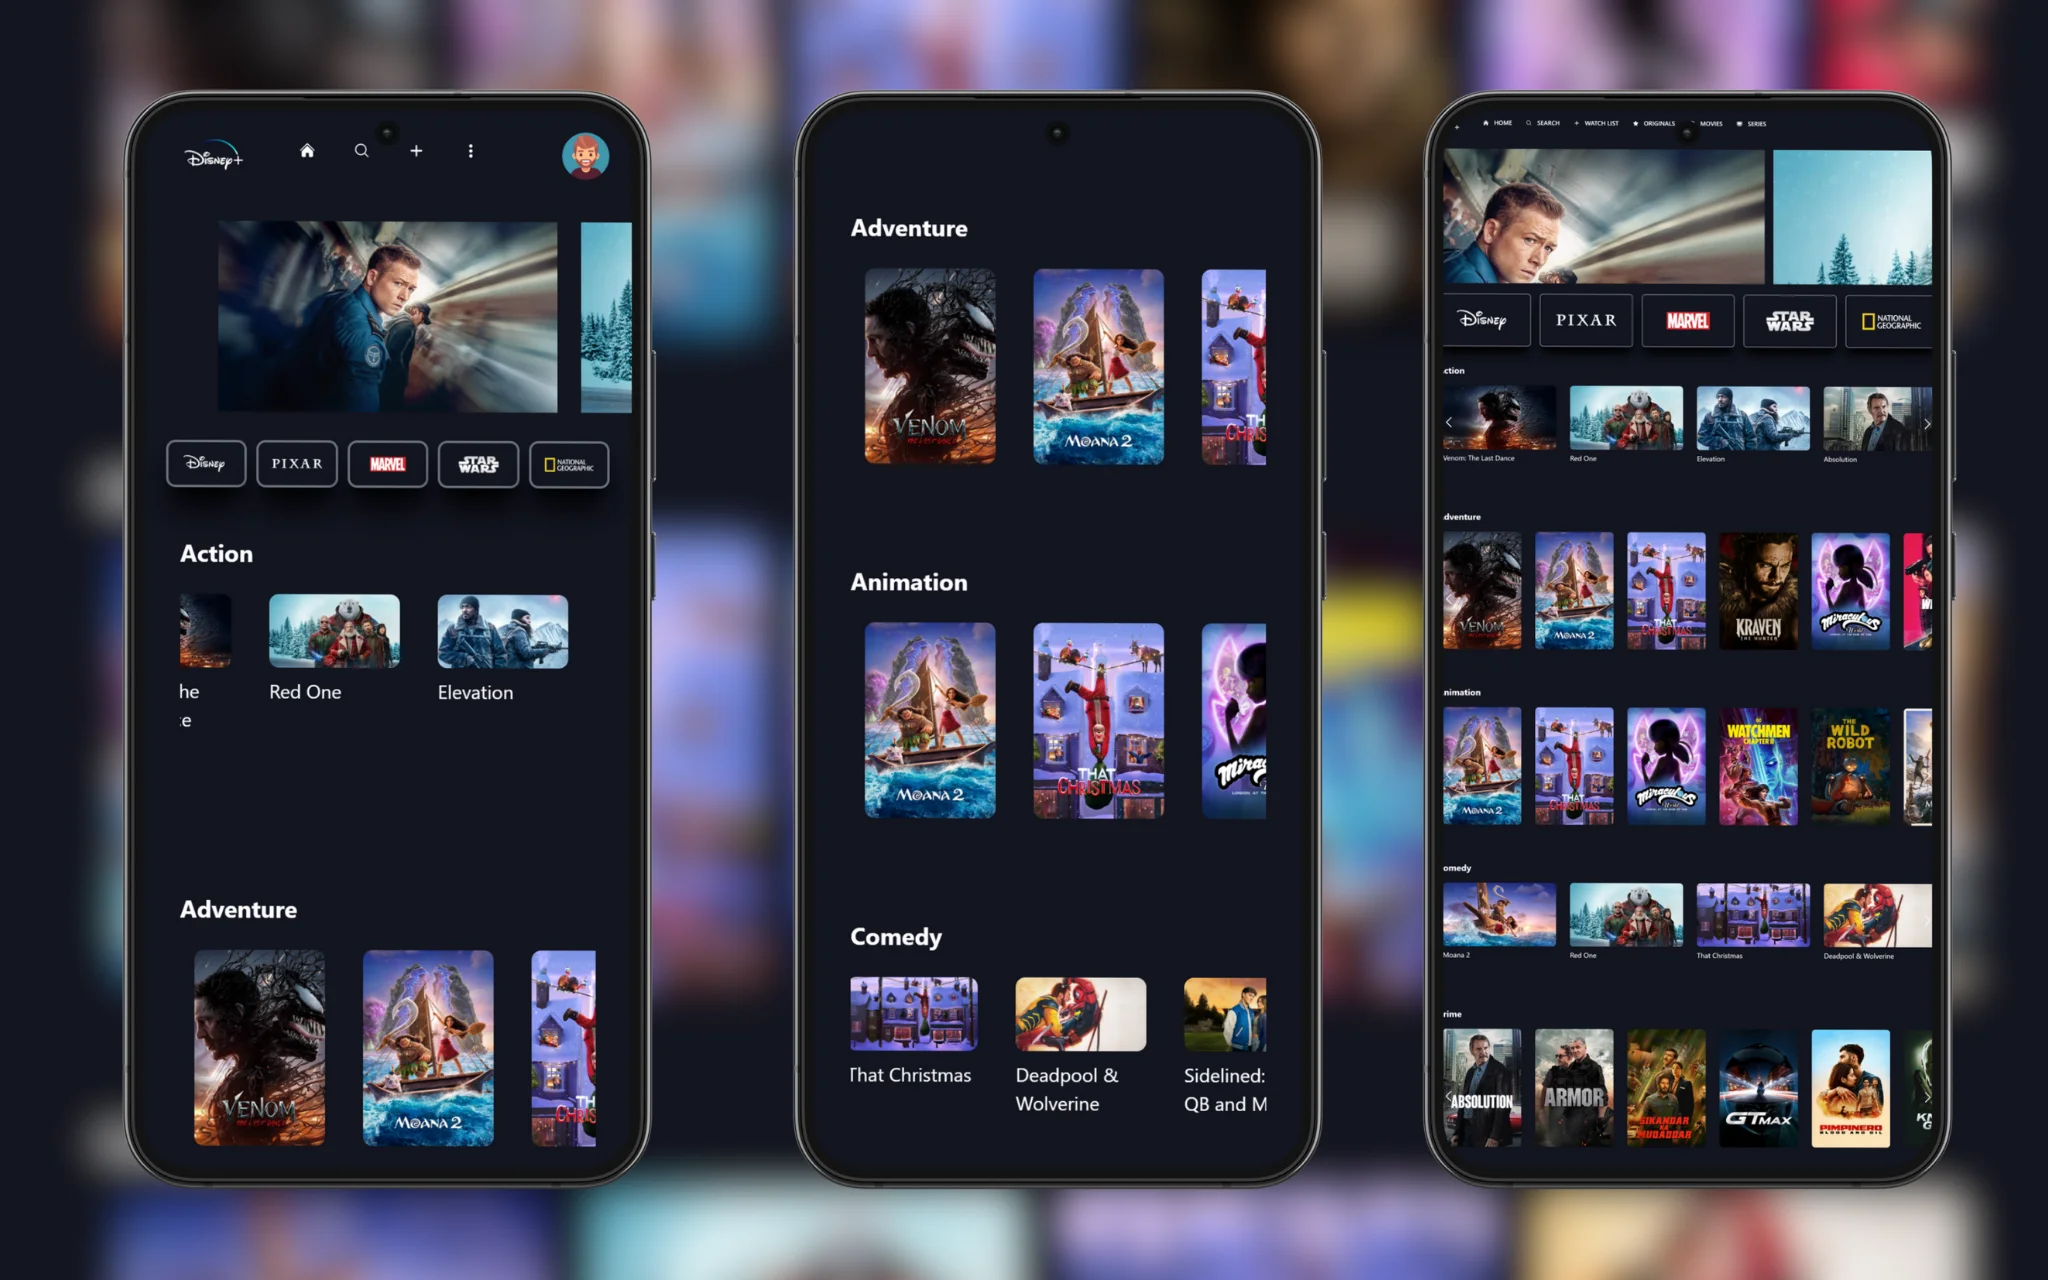 Disney+
Disney
PIXAR
MARVEL
STAR
WARS
NATIONAL
GEOGRAPHIC
Action
he
e
Red One
Elevation
Adventure
VENOM
MOANA 2
TH
CHRIS
Adventure
VENOM
MOANA 2
TH
CHRIS
Animation
MOANA 2
THAT
CHRISTMAS
Miracu
LONDON, AT TH
Comedy
That Christmas
Deadpool &
Wolverine
Sidelined:
QB and M
HOME SEARCH WATCH LIST ORIGINALS MOVIES SERIES
Disney
PIXAR
MARVEL
STAR
WARS
NATIONAL
GEOGRAPHIC
ction
Venom: The Last Dance
Red One
Elevation
Absolution
dventure
VENOM
MOANA 2
THAT
CHRISTMAS
KRAVEN
THE HUNTER
Miraculous
nimation
MOANA 2
THAT
CHRISTMAS
Miraculous
WATCHMEN
CHAPTER II
THE
WILD
ROBOT
omedy
Moana 2
Red One
That Christmas
Deadpool & Wolverine
rime
ABSOLUTION
ARMOR
SIKANDAR
KA
MUQADDAR
GTMAX
PIMPINERO
BLOOD AND OIL
KN
G